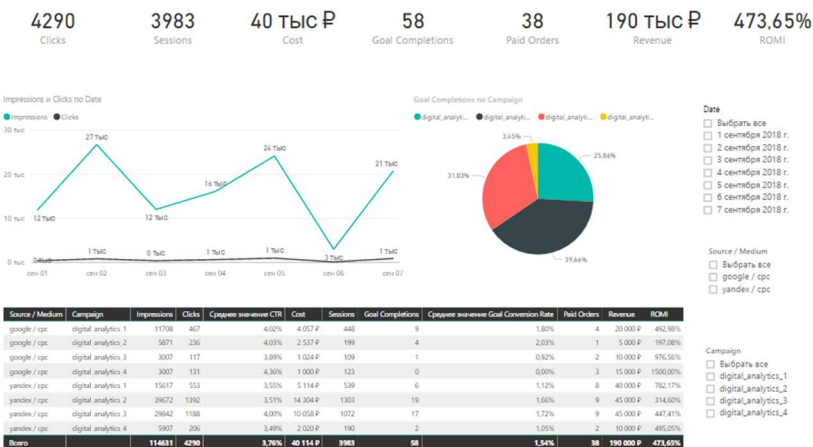 4290 3983 40 тыс ₽ 58 38 190 тыс ₽ 473,65%
Clicks Sessions Cost Goal Completions Paid Orders Revenue ROMI
Impressions и Clicks по Date
Impressions Clicks
30 тыс
20 тыс
10 тыс
0 тыс
12 тыс 27 тыс 12 тыс 16 тыс 24 тыс 3 тыс 21 тыс
0 тыс 1 тыс 0 тыс 1 тыс 1 тыс 1 тыс
сен 01 сен 02 сен 03 сен 04 сен 05 сен 06 сен 07
Goal Completions по Campaign
digital_analyti... digital_analyti... digital_analyti... digital_analyti...
3,45%
25,86%
31,03%
39,66%
Date
Выбрать все
1 сентября 2018 г.
2 сентября 2018 г.
3 сентября 2018 г.
4 сентября 2018 г.
5 сентября 2018 г.
6 сентября 2018 г.
7 сентября 2018 г.
Source / Medium
Выбрать все
google / cpc
yandex / cpc
Campaign
Выбрать все
digital_analytics_1
digital_analytics_2
digital_analytics_3
digital_analytics_4
Source / Medium Campaign Impressions Clicks Среднее значение CTR Cost Sessions Goal Completions Среднее значение Goal Conversion Rate Paid Orders Revenue ROMI
google / cpc digital_analytics_1 11708 467 4,02% 4 057 ₽ 448 9 1,80% 4 20 000 ₽ 492,98%
google / cpc digital_analytics_2 5871 236 4,03% 2 537 ₽ 199 4 2,03% 1 5 000 ₽ 197,08%
google / cpc digital_analytics_3 3007 117 3,89% 1 024 ₽ 109 1 0,92% 2 10 000 ₽ 976,56%
google / cpc digital_analytics_4 3007 131 4,36% 1 000 ₽ 123 0 0,00% 3 15 000 ₽ 1500,00%
yandex / cpc digital_analytics_1 15617 553 3,55% 5 114 ₽ 539 6 1,12% 8 40 000 ₽ 782,17%
yandex / cpc digital_analytics_2 39672 1392 3,51% 14 304 ₽ 1303 19 1,66% 9 45 000 ₽ 314,60%
yandex / cpc digital_analytics_3 29842 1188 4,00% 10 058 ₽ 1072 17 1,72% 9 45 000 ₽ 447,41%
yandex / cpc digital_analytics_4 5907 206 3,49% 2 020 ₽ 190 2 1,05% 2 10 000 ₽ 495,05%
Всего 114631 4290 3,76% 40 114 ₽ 3983 58 1,54% 38 190 000 ₽ 473,65%